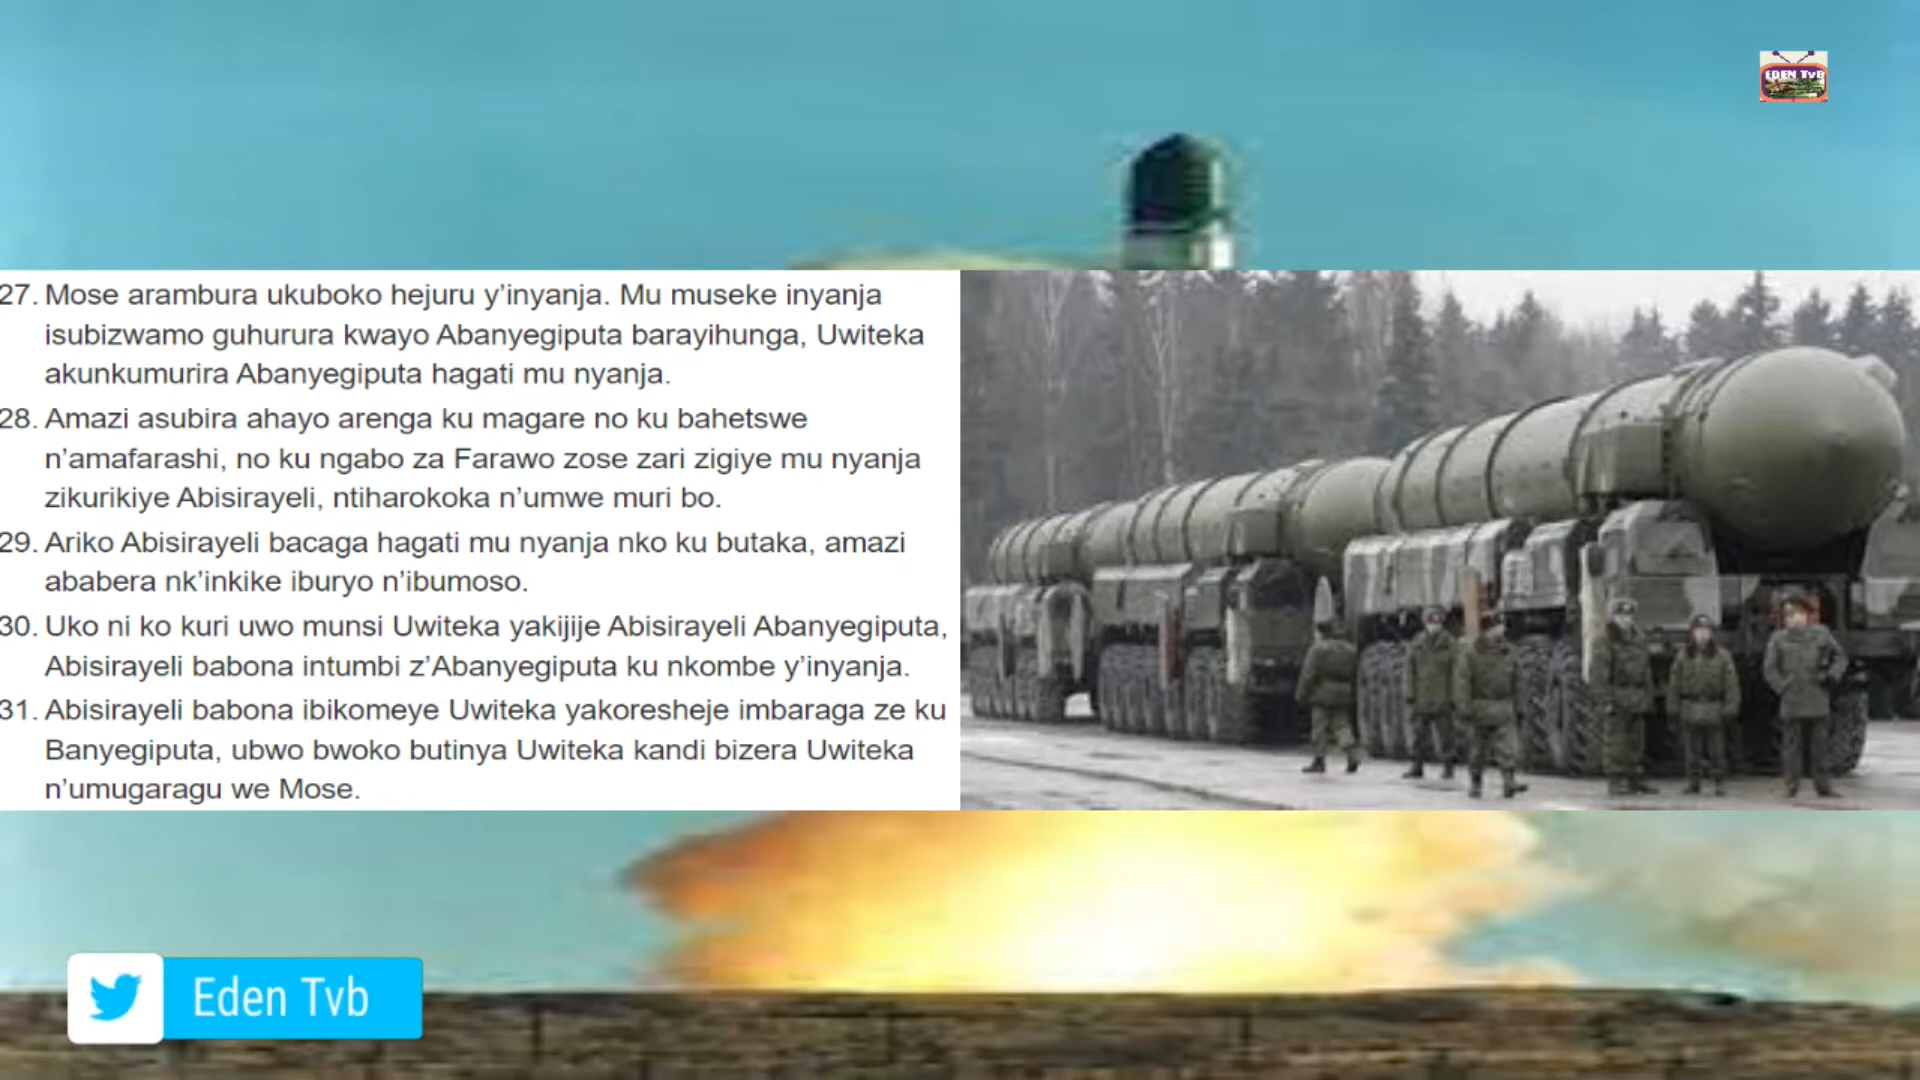 EDEN TvB
27. Mose arambura ukuboko hejuru y’inyanja. Mu museke inyanja
isubizwamo guhurura kwayo Abanyegiputa barayihunga, Uwiteka
akunkumurira Abanyegiputa hagati mu nyanja.
28. Amazi asubira ahayo arenga ku magare no ku bahetswe
n’amafarashi, no ku ngabo za Farawo zose zari zigiye mu nyanja
zikurikiye Abisirayeli, ntiharokoka n’umwe muri bo.
29. Ariko Abisirayeli bacaga hagati mu nyanja nko ku butaka, amazi
ababera nk’inkike iburyo n’ibumoso.
30. Uko ni ko kuri uwo munsi Uwiteka yakijije Abisirayeli Abanyegiputa,
Abisirayeli babona intumbi z’Abanyegiputa ku nkombe y’inyanja.
31. Abisirayeli babona ibikomeye Uwiteka yakoresheje imbaraga ze ku
Banyegiputa, ubwo bwoko butinya Uwiteka kandi bizera Uwiteka
n’umugaragu we Mose.
Eden Tvb